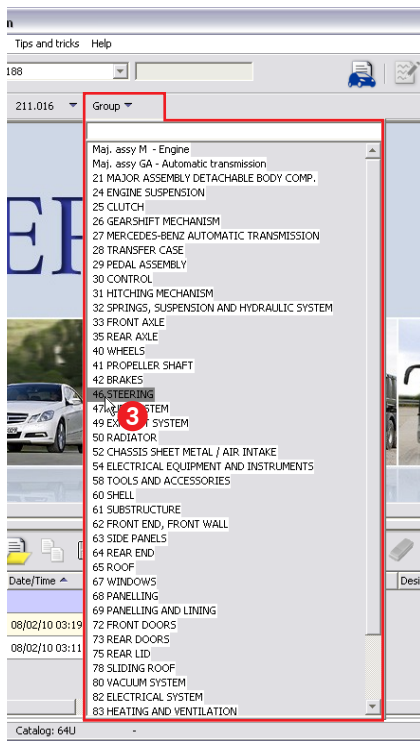 n
Tips and tricks Help
188
211.016 Group
Maj. assy M - Engine
Maj. assy GA - Automatic transmission
21 MAJOR ASSEMBLY DETACHABLE BODY COMP.
24 ENGINE SUSPENSION
25 CLUTCH
26 GEARSHIFT MECHANISM
27 MERCEDES-BENZ AUTOMATIC TRANSMISSION
28 TRANSFER CASE
29 PEDAL ASSEMBLY
30 CONTROL
31 HITCHING MECHANISM
32 SPRINGS, SUSPENSION AND HYDRAULIC SYSTEM
33 FRONT AXLE
35 REAR AXLE
40 WHEELS
41 PROPELLER SHAFT
42 BRAKES
46 STEERING
47 STEM
3
49 SYSTEM
50 RADIATOR
52 CHASSIS SHEET METAL / AIR INTAKE
54 ELECTRICAL EQUIPMENT AND INSTRUMENTS
58 TOOLS AND ACCESSORIES
60 SHELL
61 SUBSTRUCTURE
62 FRONT END, FRONT WALL
63 SIDE PANELS
64 REAR END
65 ROOF
67 WINDOWS
68 PANELLING
69 PANELLING AND LINING
72 FRONT DOORS
73 REAR DOORS
75 REAR LID
78 SLIDING ROOF
80 VACUUM SYSTEM
82 ELECTRICAL SYSTEM
83 HEATING AND VENTILATION
ER
Date/Time Desi
08/02/10 03:19
08/02/10 03:11
Catalog: 64U -